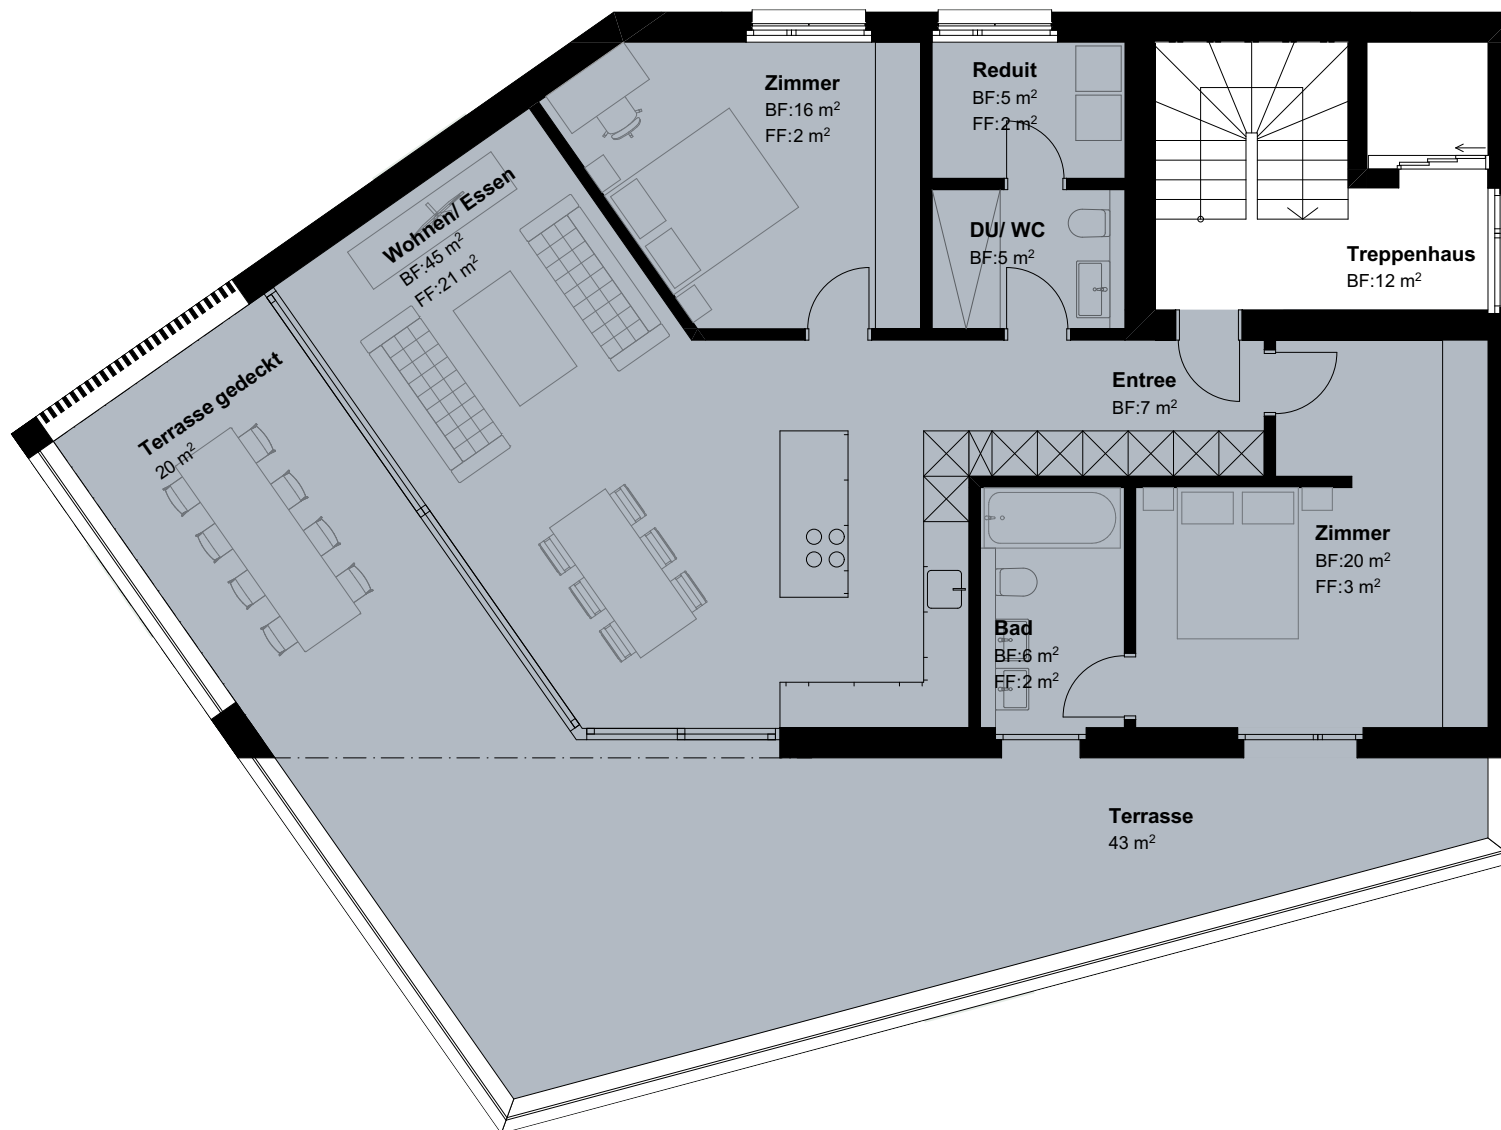 Zimmer
BF:16 m²
FF:2 m²
Reduit
BF:5 m²
FF:2 m²
Wohnen/ Essen
BF:45 m²
FF:21 m²
DU/ WC
BF:5 m²
Treppenhaus
BF:12 m²
Terrasse gedeckt
20 m²
Entree
BF:7 m²
Zimmer
BF:20 m²
FF:3 m²
Bad
BF:6 m²
FF:2 m²
Terrasse
43 m²